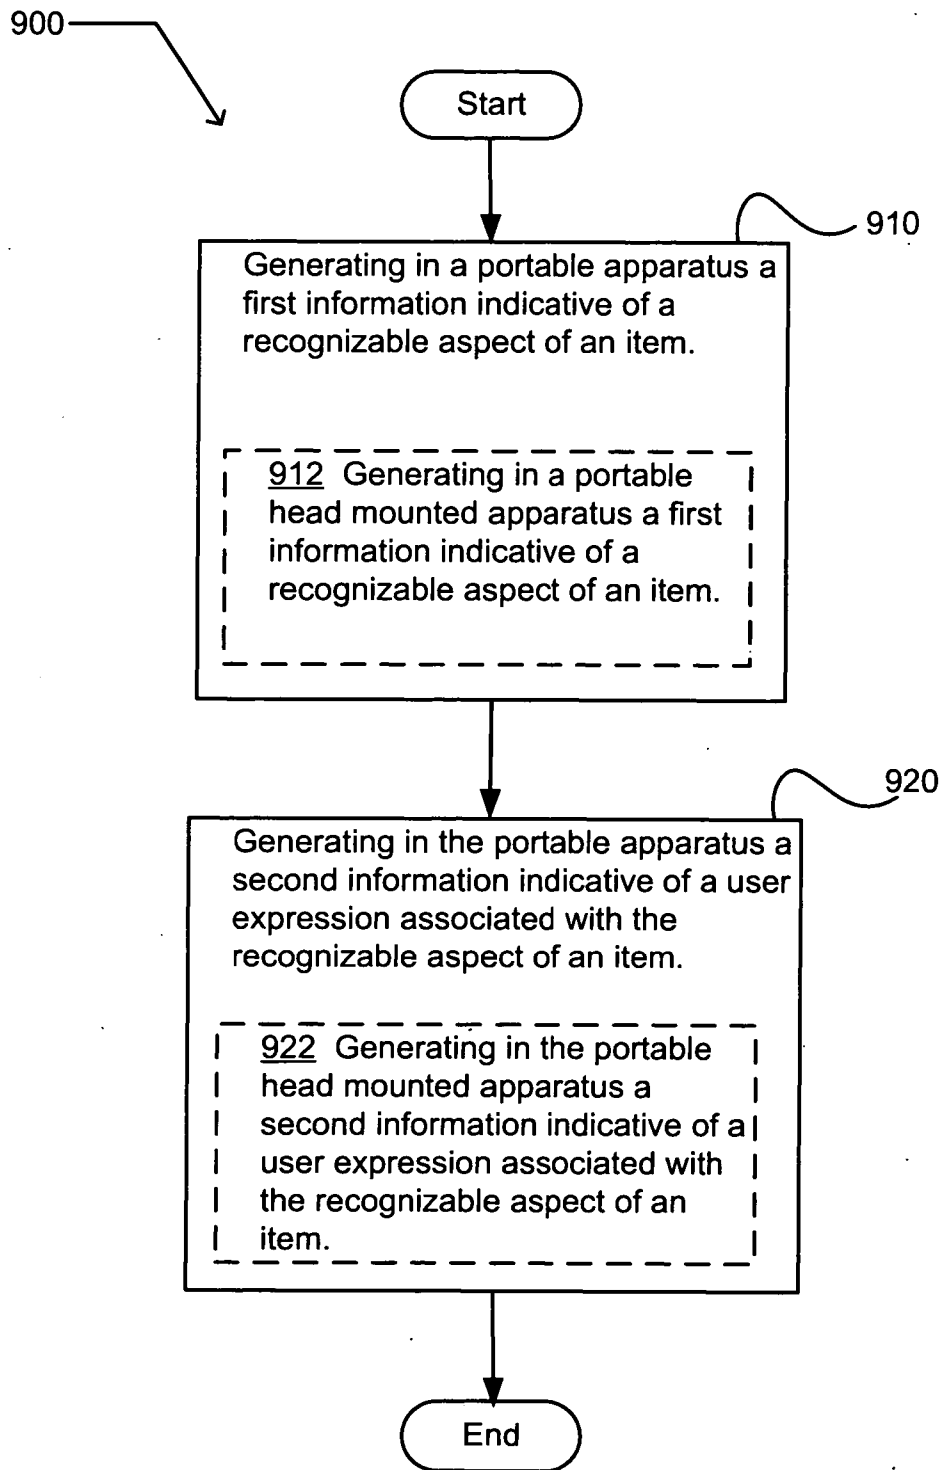 900
Start
910
Generating in a portable apparatus a
first information indicative of a
recognizable aspect of an item.
912 Generating in a portable
head mounted apparatus a first
information indicative of a
recognizable aspect of an item.
920
Generating in the portable apparatus a
second information indicative of a user
expression associated with the
recognizable aspect of an item.
922 Generating in the portable
head mounted apparatus a
second information indicative of a
user expression associated with
the recognizable aspect of an
item.
End